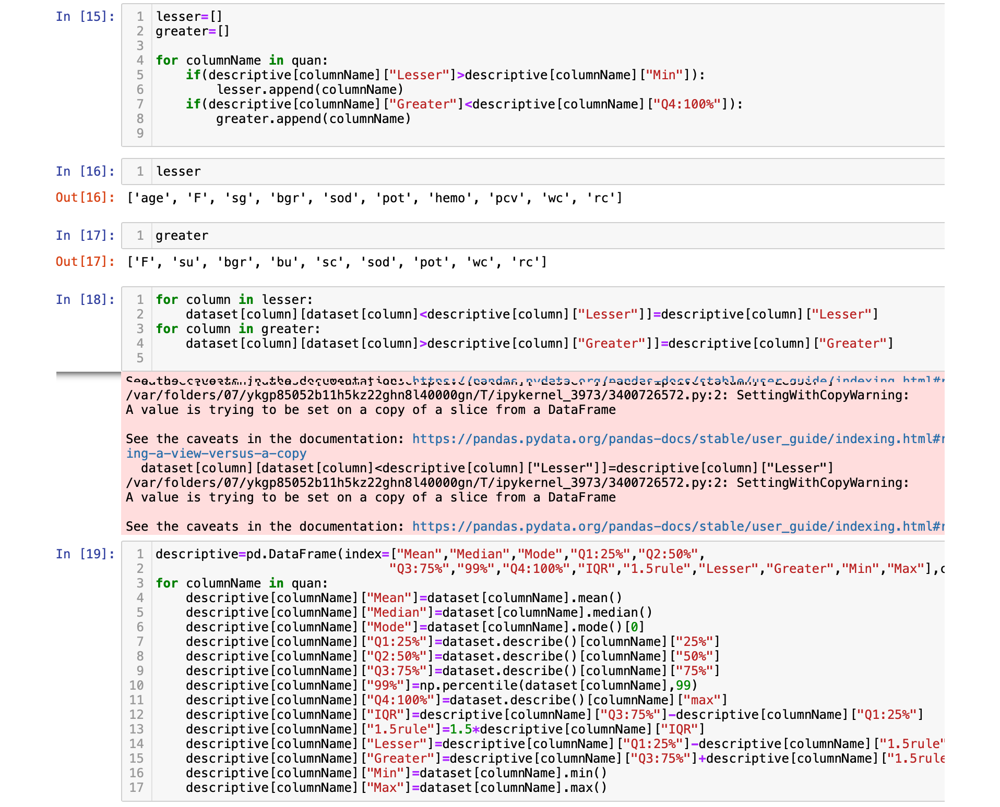 In [15]:
1 lesser=[]
2 greater=[]
3
4 for columnName in quan:
5     if(descriptive[columnName]["Lesser"]>descriptive[columnName]["Min"]):
6         lesser.append(columnName)
7     if(descriptive[columnName]["Greater"]<descriptive[columnName]["Q4:100%"]):
8         greater.append(columnName)
9
In [16]:
1 lesser
Out[16]: ['age', 'F', 'sg', 'bgr', 'sod', 'pot', 'hemo', 'pcv', 'wc', 'rc']
In [17]:
1 greater
Out[17]: ['F', 'su', 'bgr', 'bu', 'sc', 'sod', 'pot', 'wc', 'rc']
In [18]:
1 for column in lesser:
2     dataset[column][dataset[column]<descriptive[column]["Lesser"]]=descriptive[column]["Lesser"]
3 for column in greater:
4     dataset[column][dataset[column]>descriptive[column]["Greater"]]=descriptive[column]["Greater"]
5
See the caveats in the documentation: https://pandas.pydata.org/pandas-docs/stable/user_guide/indexing.html#r
/var/folders/07/ykgp85052b11h5kz22ghn8l40000gn/T/ipykernel_3973/3400726572.py:2: SettingWithCopyWarning:
A value is trying to be set on a copy of a slice from a DataFrame
See the caveats in the documentation: https://pandas.pydata.org/pandas-docs/stable/user_guide/indexing.html#r
ing-a-view-versus-a-copy
  dataset[column][dataset[column]<descriptive[column]["Lesser"]]=descriptive[column]["Lesser"]
/var/folders/07/ykgp85052b11h5kz22ghn8l40000gn/T/ipykernel_3973/3400726572.py:2: SettingWithCopyWarning:
A value is trying to be set on a copy of a slice from a DataFrame
See the caveats in the documentation: https://pandas.pydata.org/pandas-docs/stable/user_guide/indexing.html#r
In [19]:
1 descriptive=pd.DataFrame(index=["Mean","Median","Mode","Q1:25%","Q2:50%",
2                                "Q3:75%","99%","Q4:100%","IQR","1.5rule","Lesser","Greater","Min","Max"],c
3 for columnName in quan:
4     descriptive[columnName]["Mean"]=dataset[columnName].mean()
5     descriptive[columnName]["Median"]=dataset[columnName].median()
6     descriptive[columnName]["Mode"]=dataset[columnName].mode()[0]
7     descriptive[columnName]["Q1:25%"]=dataset.describe()[columnName]["25%"]
8     descriptive[columnName]["Q2:50%"]=dataset.describe()[columnName]["50%"]
9     descriptive[columnName]["Q3:75%"]=dataset.describe()[columnName]["75%"]
10     descriptive[columnName]["99%"]=np.percentile(dataset[columnName],99)
11     descriptive[columnName]["Q4:100%"]=dataset.describe()[columnName]["max"]
12     descriptive[columnName]["IQR"]=descriptive[columnName]["Q3:75%"]-descriptive[columnName]["Q1:25%"]
13     descriptive[columnName]["1.5rule"]=1.5*descriptive[columnName]["IQR"]
14     descriptive[columnName]["Lesser"]=descriptive[columnName]["Q1:25%"]-descriptive[columnName]["1.5rule"
15     descriptive[columnName]["Greater"]=descriptive[columnName]["Q3:75%"]+descriptive[columnName]["1.5rule
16     descriptive[columnName]["Min"]=dataset[columnName].min()
17     descriptive[columnName]["Max"]=dataset[columnName].max()